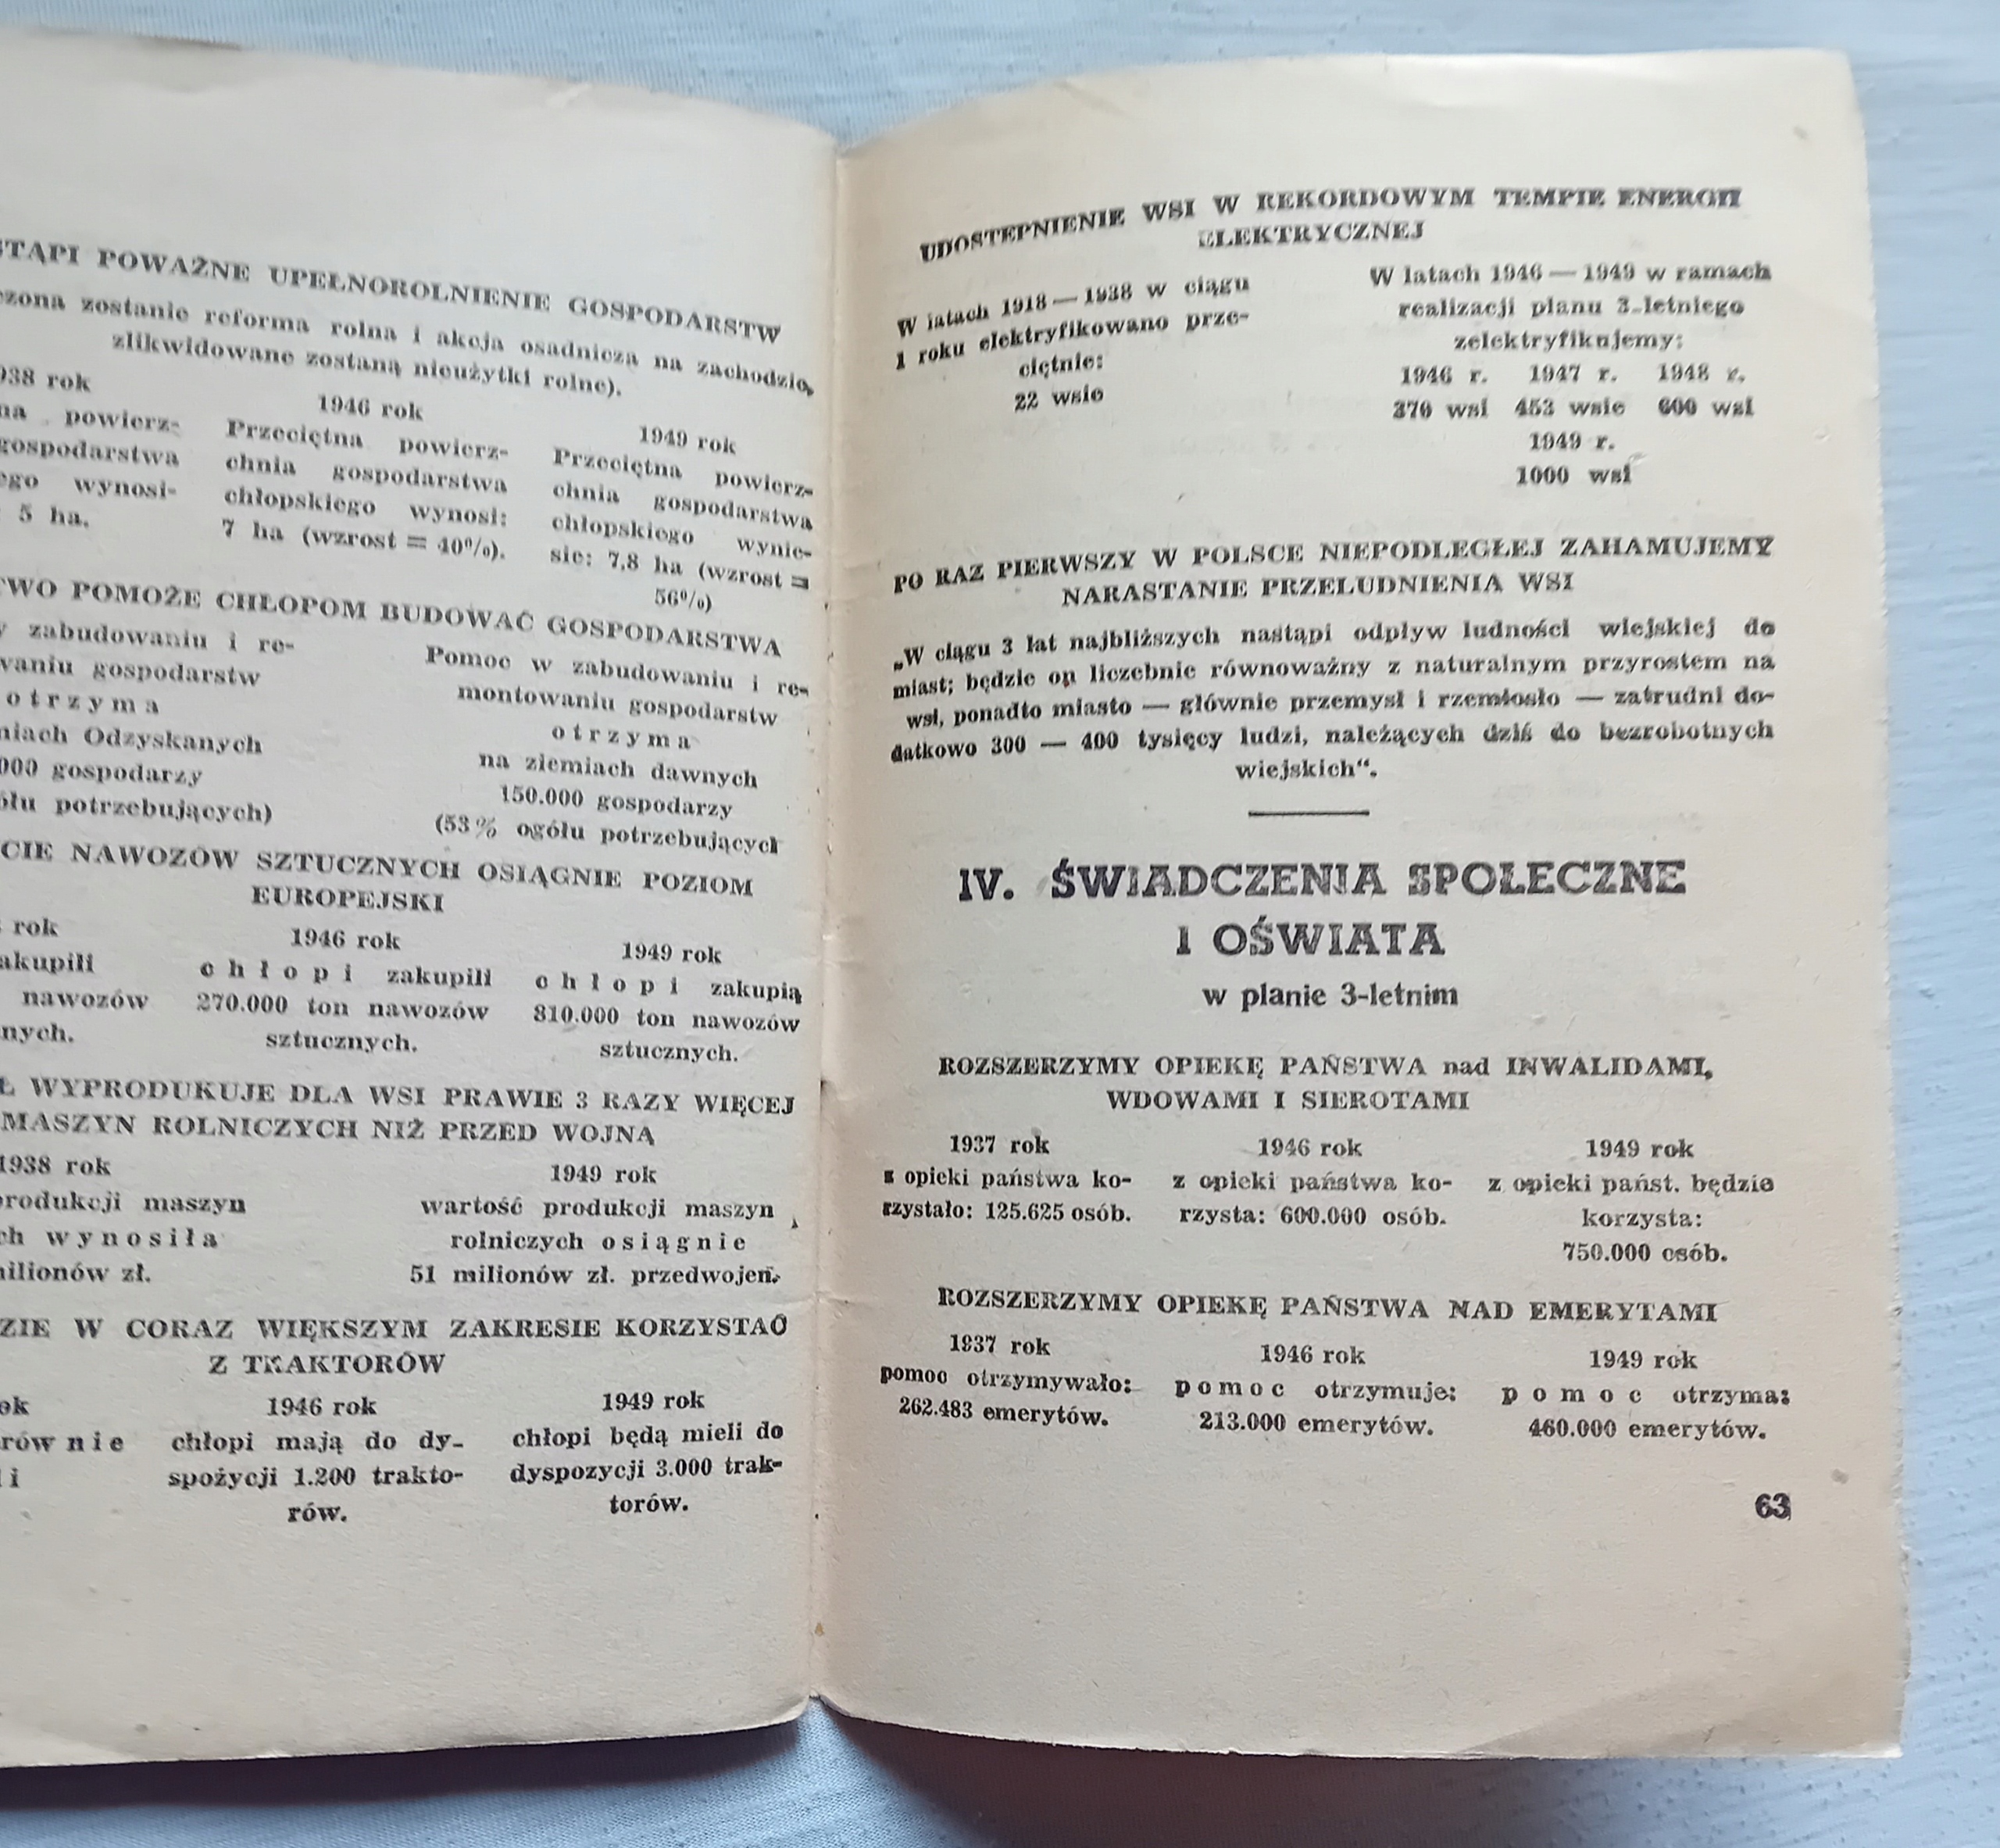 STĄPI POWAŻNE UPEŁNOROLNIENIE GOSPODARSTW
czona zostanie reforma rolna i akcja osadnicza na zachodzie,
zlikwidowane zostaną nieużytki rolne).
938 rok
na powierz-
gospodarstwa
ego wynosi-
5 ha.
1946 rok
Przeciętna powierz-
chnia gospodarstwa
chłopskiego wynosi:
7 ha (wzrost = 40%).
1949 rok
Przeciętna powierz-
chnia gospodarstwa
chłopskiego wynie-
sie: 7,8 ha (wzrost =
56%)
TWO POMOŻE CHŁOPOM BUDOWAĆ GOSPODARSTWA
y zabudowaniu i re-
waniu gospodarstw
otrzyma
niach Odzyskanych
000 gospodarzy
ółu potrzebujących)
Pomoc w zabudowaniu i re-
montowaniu gospodarstw
otrzyma
na ziemiach dawnych
150.000 gospodarzy
(53% ogółu potrzebujących
CIE NAWOZÓW SZTUCZNYCH OSIĄGNIE POZIOM
EUROPEJSKI
rok
akupili
nawozów
nych.
1946 rok
chłopi zakupili
270.000 ton nawozów
sztucznych.
1949 rok
chłopi zakupią
810.000 ton nawozów
sztucznych.
Ł WYPRODUKUJE DLA WSI PRAWIE 3 RAZY WIĘCEJ
MASZYN ROLNICZYCH NIŻ PRZED WOJNĄ
1938 rok
produkcji maszyn
ch wynosiła
milionów zł.
1949 rok
wartość produkcji maszyn
rolniczych osiągnie
51 milionów zł. przedwojen.
ZIE W CORAZ WIĘKSZYM ZAKRESIE KORZYSTAĆ
Z TRAKTORÓW
ok
rów nie
li
1946 rok
chłopi mają do dy-
spozycji 1.200 trakto-
rów.
1949 rok
chłopi będą mieli do
dyspozycji 3.000 trak-
torów.
UDOSTĘPNIENIE WSI W REKORDOWYM TEMPIE ENERGII
ELEKTRYCZNEJ
W latach 1918 — 1938 w ciągu
1 roku elektryfikowano prze-
ciętnie:
22 wsie
W latach 1946 — 1949 w ramach
realizacji planu 3-letniego
zelektryfikujemy:
1946 r. 1947 r. 1948 r.
370 wsi 453 wsie 600 wsi
1949 r.
1000 wsi
PO RAZ PIERWSZY W POLSCE NIEPODLEGŁEJ ZAHAMUJEMY
NARASTANIE PRZELUDNIENIA WSI
„W ciągu 3 lat najbliższych nastąpi odpływ ludności wiejskiej do
miast; będzie on liczebnie równoważny z naturalnym przyrostem na
wsi, ponadto miasto — głównie przemysł i rzemiosło — zatrudni do-
datkowo 300 — 400 tysięcy ludzi, należących dziś do bezrobotnych
wiejskich“.
IV. ŚWIADCZENIA SPOŁECZNE
I OŚWIATA
w planie 3-letnim
ROZSZERZYMY OPIEKĘ PAŃSTWA nad INWALIDAMI,
WDOWAMI I SIEROTAMI
1937 rok
z opieki państwa ko-
rzystało: 125.625 osób.
1946 rok
z opieki państwa ko-
rzysta: 600.000 osób.
1949 rok
z opieki państ. będzie
korzysta:
750.000 osób.
ROZSZERZYMY OPIEKĘ PAŃSTWA NAD EMERYTAMI
1937 rok
pomoc otrzymywało:
262.483 emerytów.
1946 rok
pomoc otrzymuje:
213.000 emerytów.
1949 rok
pomoc otrzyma:
460.000 emerytów.
63